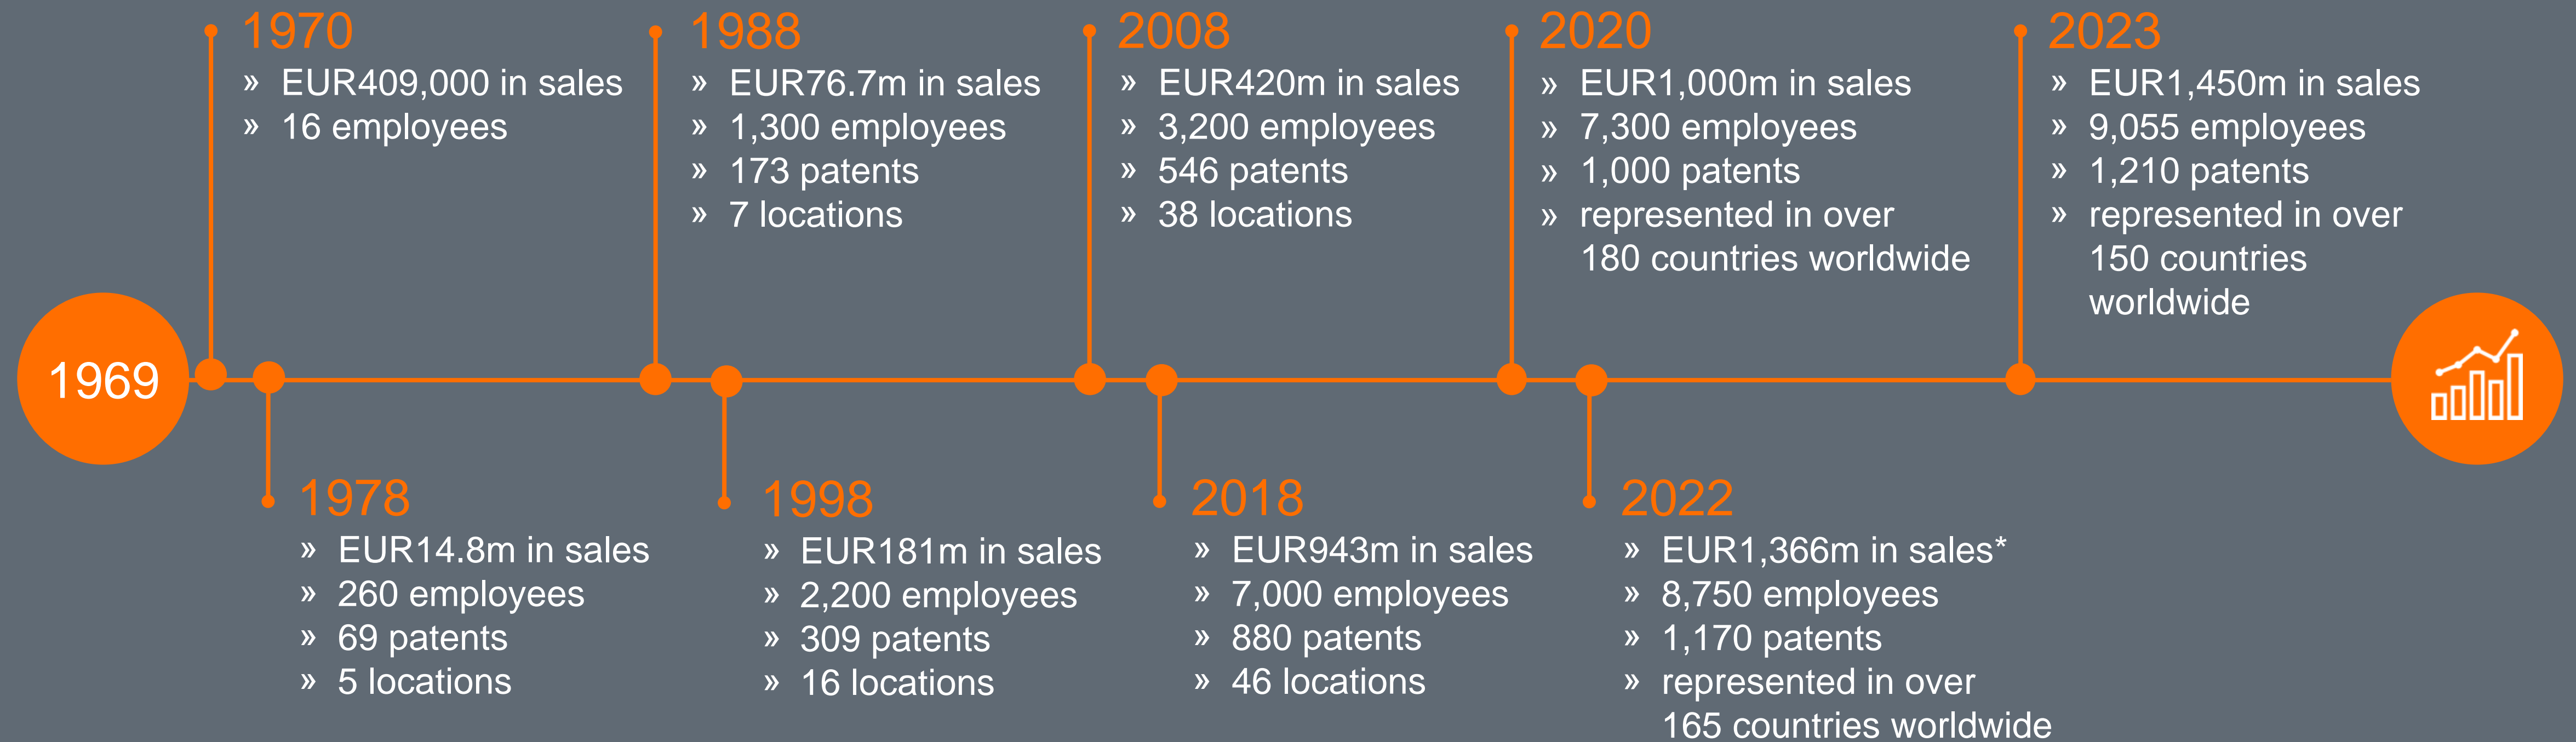 1969
1970
» EUR409,000 in sales
» 16 employees
1978
» EUR14.8m in sales
» 260 employees
» 69 patents
» 5 locations
1988
» EUR76.7m in sales
» 1,300 employees
» 173 patents
» 7 locations
1998
» EUR181m in sales
» 2,200 employees
» 309 patents
» 16 locations
2008
» EUR420m in sales
» 3,200 employees
» 546 patents
» 38 locations
2018
» EUR943m in sales
» 7,000 employees
» 880 patents
» 46 locations
2020
» EUR1,000m in sales
» 7,300 employees
» 1,000 patents
» represented in over
180 countries worldwide
2022
» EUR1,366m in sales*
» 8,750 employees
» 1,170 patents
» represented in over
165 countries worldwide
2023
» EUR1,450m in sales
» 9,055 employees
» 1,210 patents
» represented in over
150 countries
worldwide